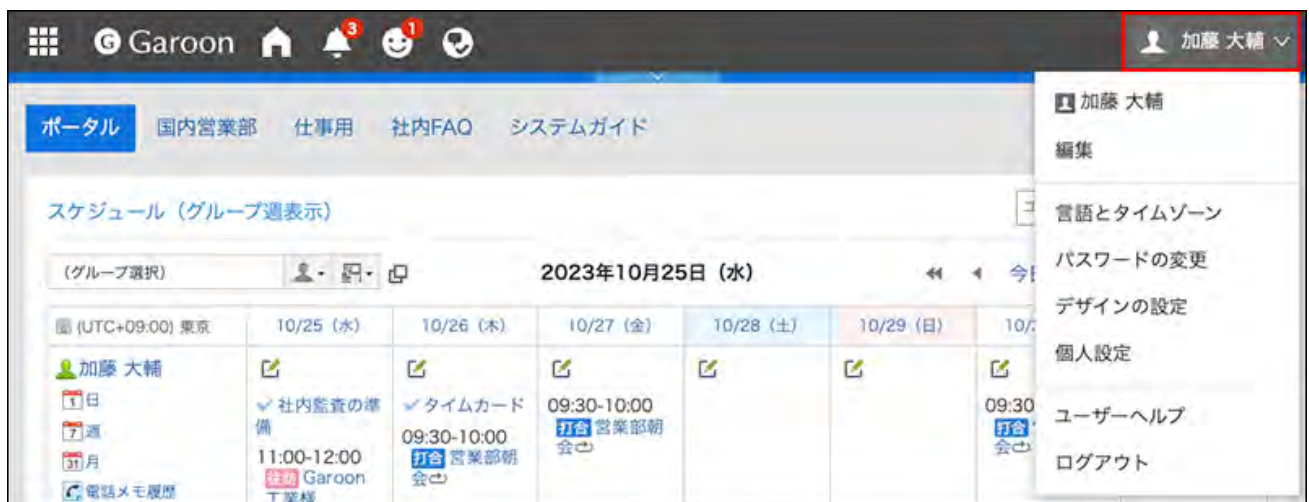 Garoon
3
1
加藤 大輔
加藤 大輔
編集
言語とタイムゾーン
パスワードの変更
デザインの設定
個人設定
ユーザーヘルプ
ログアウト
ポータル
国内営業部
仕事用
社内FAQ
システムガイド
スケジュール（グループ週表示）
(グループ選択)
2023年10月25日（水）
(UTC+09:00) 東京
10/25（水）
10/26（木）
10/27（金）
10/28（土）
10/29（日）
加藤 大輔
1 日
7 週
31 月
電話メモ履歴
社内監査の準
備
11:00-12:00
往訪 Garoon
工業様
タイムカード
09:30-10:00
打合 営業部朝
会
09:30-10:00
打合 営業部朝
会
09:30
打合
会